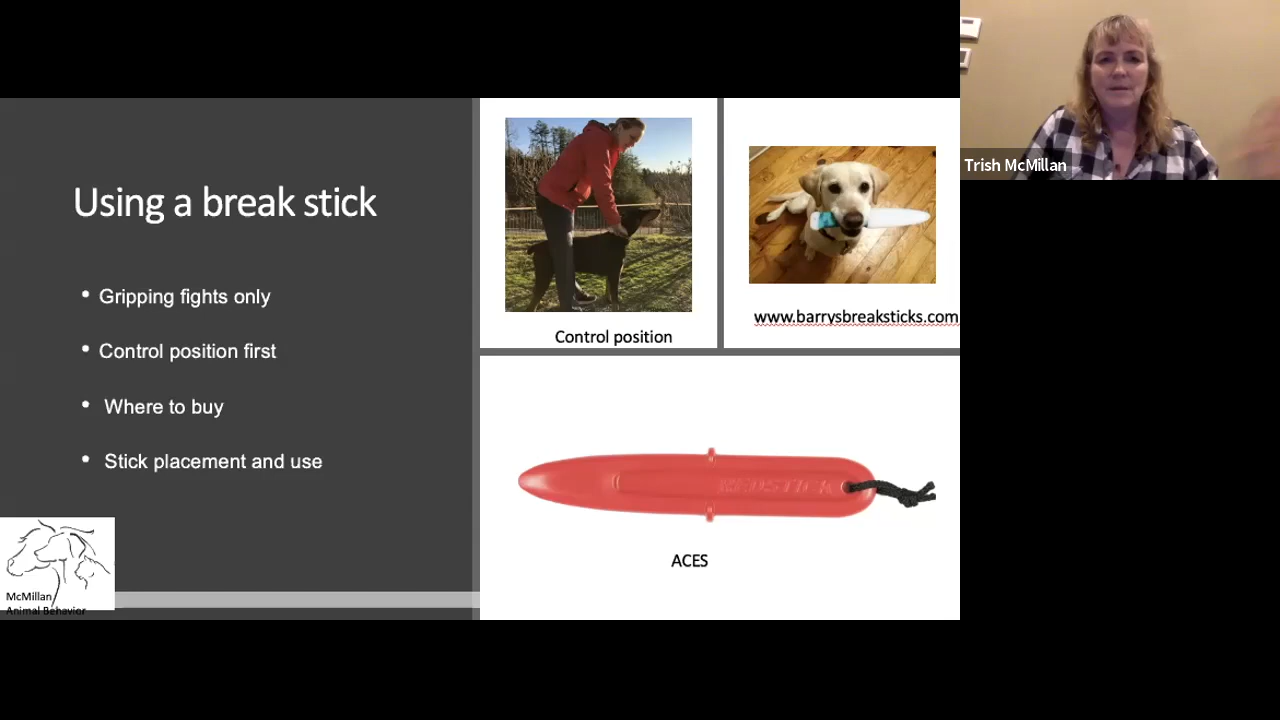 Using a break stick
• Gripping fights only
• Control position first
• Where to buy
• Stick placement and use
McMillan
Animal Behavior
Control position
www.barrysbreaksticks.com
REDSTICK
ACES
Trish McMillan